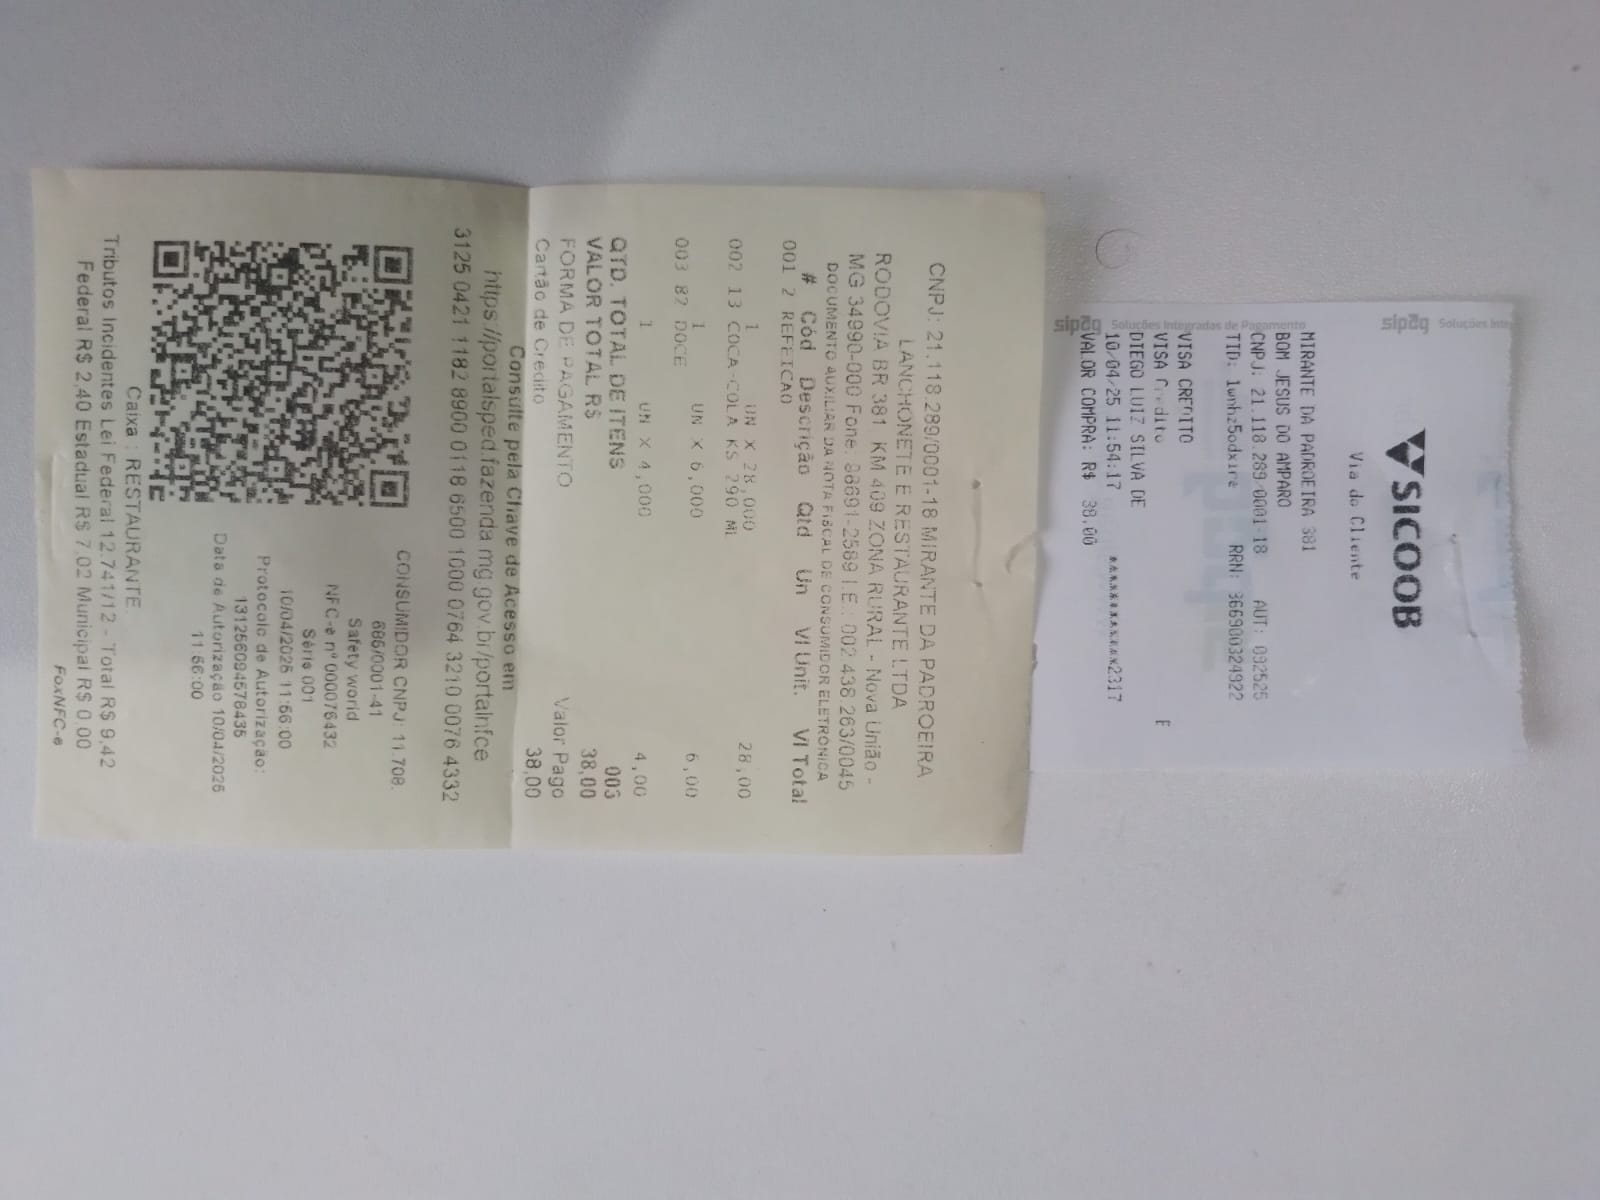 sipag Soluções Inte
SICOOB
Via do Cliente
MIRANTE DA PADROEIRA 381
BOM JESUS DO AMPARO
CNPJ: 21.118.289/0001-18 AUT: 092525
TID: RRN: 366900324922
VISA CREDITO
VISA Credito F
DIEGO LUIZ SILVA DE
10/04/25 11:54:17 ************2317
VALOR COMPRA: R$ 38,00
sipag Soluções Integradas de Pagamento
CNPJ: 21.118.289/0001-18 MIRANTE DA PADROEIRA
LANCHONETE E RESTAURANTE LTDA
RODOVIA BR 381 KM 409 ZONA RURAL - Nova União -
MG 34990-000 Fone: 88691-2589 I.E.: 002.438.263/0045
DOCUMENTO AUXILIAR DA NOTA FISCAL DE CONSUMIDOR ELETRÔNICA
# Cód Descrição Qtd Un Vl Unit. Vl Total
001 2 REFEICAO
1 UN X 28,000 28,00
002 13 COCA-COLA KS 290 Ml
1 UN X 6,000 6,00
003 82 DOCE
1 UN X 4,000 4,00
QTD. TOTAL DE ITENS 003
VALOR TOTAL R$ 38,00
FORMA DE PAGAMENTO Valor Pago
Cartão de Crédito 38,00
Consulte pela Chave de Acesso em
https://portalsped.fazenda.mg.gov.br/portalnfce
3125 0421 1182 8900 0118 6500 1000 0764 3210 0076 4332
CONSUMIDOR CNPJ: 11.708.
686/0001-41
Safety world
NFC-e nº 000076432
Série 001
10/04/2025 11:56:00
Protocolo de Autorização:
131256094578435
Data de Autorização 10/04/2025
11:56:00
Caixa : RESTAURANTE
Tributos Incidentes Lei Federal 12.741/12 - Total R$ 9,42
Federal R$ 2,40 Estadual R$ 7,02 Municipal R$ 0,00
FoxNFC-e